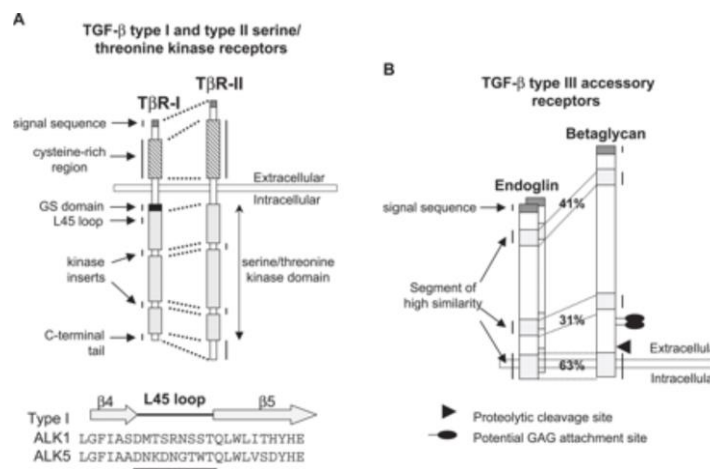 A
TGF-β type I and type II serine/
threonine kinase receptors
TβR-II
TβR-I
signal sequence
cysteine-rich
region
Extracellular
Intracellular
GS domain
L45 loop
kinase
inserts
serine/threonine
kinase domain
C-terminal
tail
β4
L45 loop
β5
Type I
ALK1 LGFIASDMTSRNSSTQLWLITHYHE
ALK5 LGFIAADNKDNGTWTQLWLVSDYHE
B
TGF-β type III accessory
receptors
Betaglycan
Endoglin
signal sequence
41%
Segment of
high similarity
31%
63%
Extracellul
Intracellul
Proteolytic cleavage site
Potential GAG attachment site